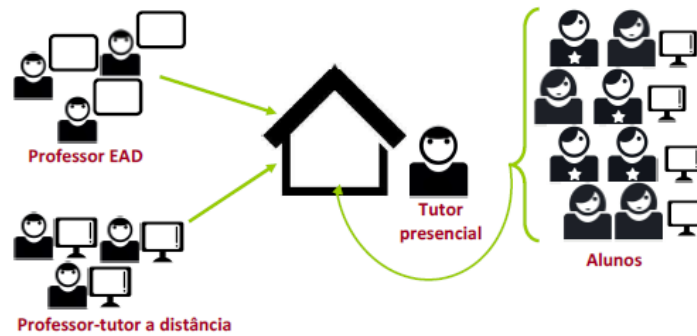 Professor EAD
Professor-tutor a distância
Tutor
presencial
Alunos